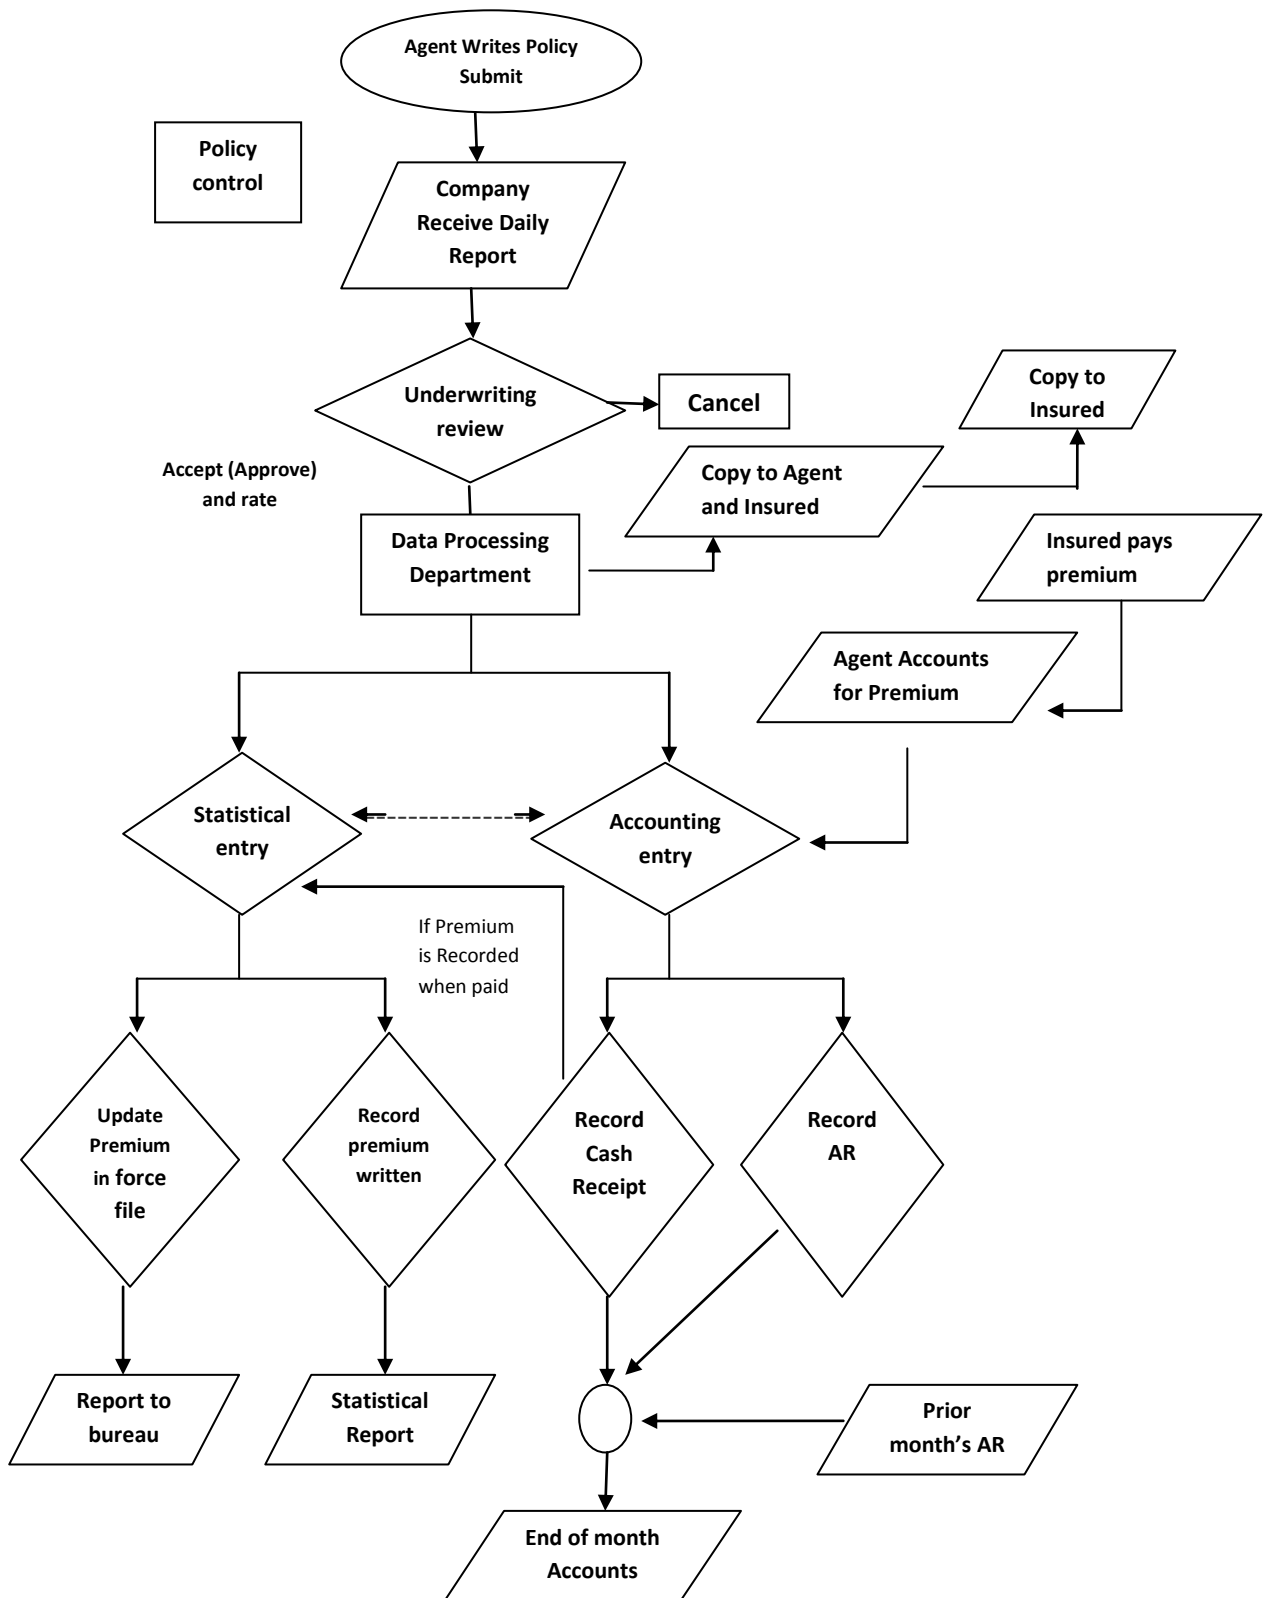 Agent Writes Policy
Submit
Policy
control
Company
Receive Daily
Report
Underwriting
review
Cancel
Copy to
Insured
Accept (Approve)
and rate
Copy to Agent
and Insured
Data Processing
Department
Insured pays
premium
Agent Accounts
for Premium
Statistical
entry
Accounting
entry
If Premium
is Recorded
when paid
Update
Premium
in force
file
Record
premium
written
Record
Cash
Receipt
Record
AR
Report to
bureau
Statistical
Report
Prior
month’s AR
End of month
Accounts